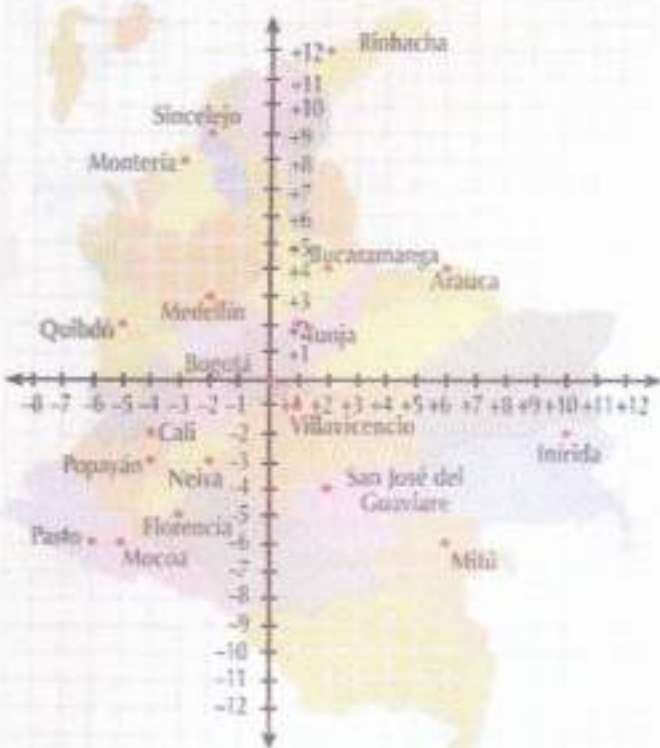 +12
Riohacha
+11
+10
Sincelejo
+9
Montería
+8
+7
+6
+5
Bucaramanga
+4
Arauca
+3
Medellín
Quibdó
+2
Tunja
+1
Bogotá
-8 -7 -6 -5 -4 -3 -2 -1 +1 +2 +3 +4 +5 +6 +7 +8 +9 +10 +11 +12
Villavicencio
-2
Cali
Inírida
-3
Popayán
Neiva
San José del
Guaviare
-4
-5
Florencia
Pasto
-6
Mocoa
Mitú
-7
-8
-9
-10
-11
-12